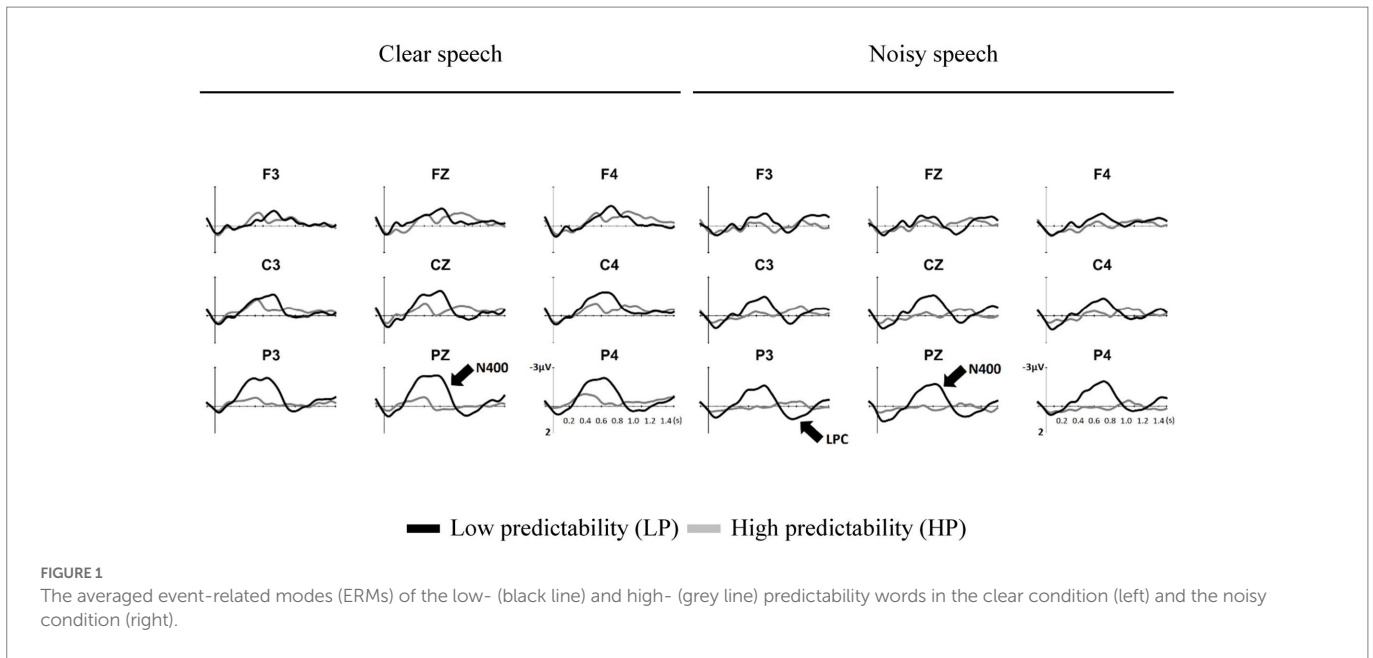 Clear speech Noisy speech
F3 FZ F4 F3 FZ F4
C3 CZ C4 C3 CZ C4
P3 PZ P4 P3 PZ P4
N400 -3μV N400 -3μV
0.2 0.4 0.6 0.8 1.0 1.2 1.4 (s) 0.2 0.4 0.6 0.8 1.0 1.2 1.4 (s)
2 LPC 2
Low predictability (LP) High predictability (HP)
FIGURE 1
The averaged event-related modes (ERMs) of the low- (black line) and high- (grey line) predictability words in the clear condition (left) and the noisy
condition (right).